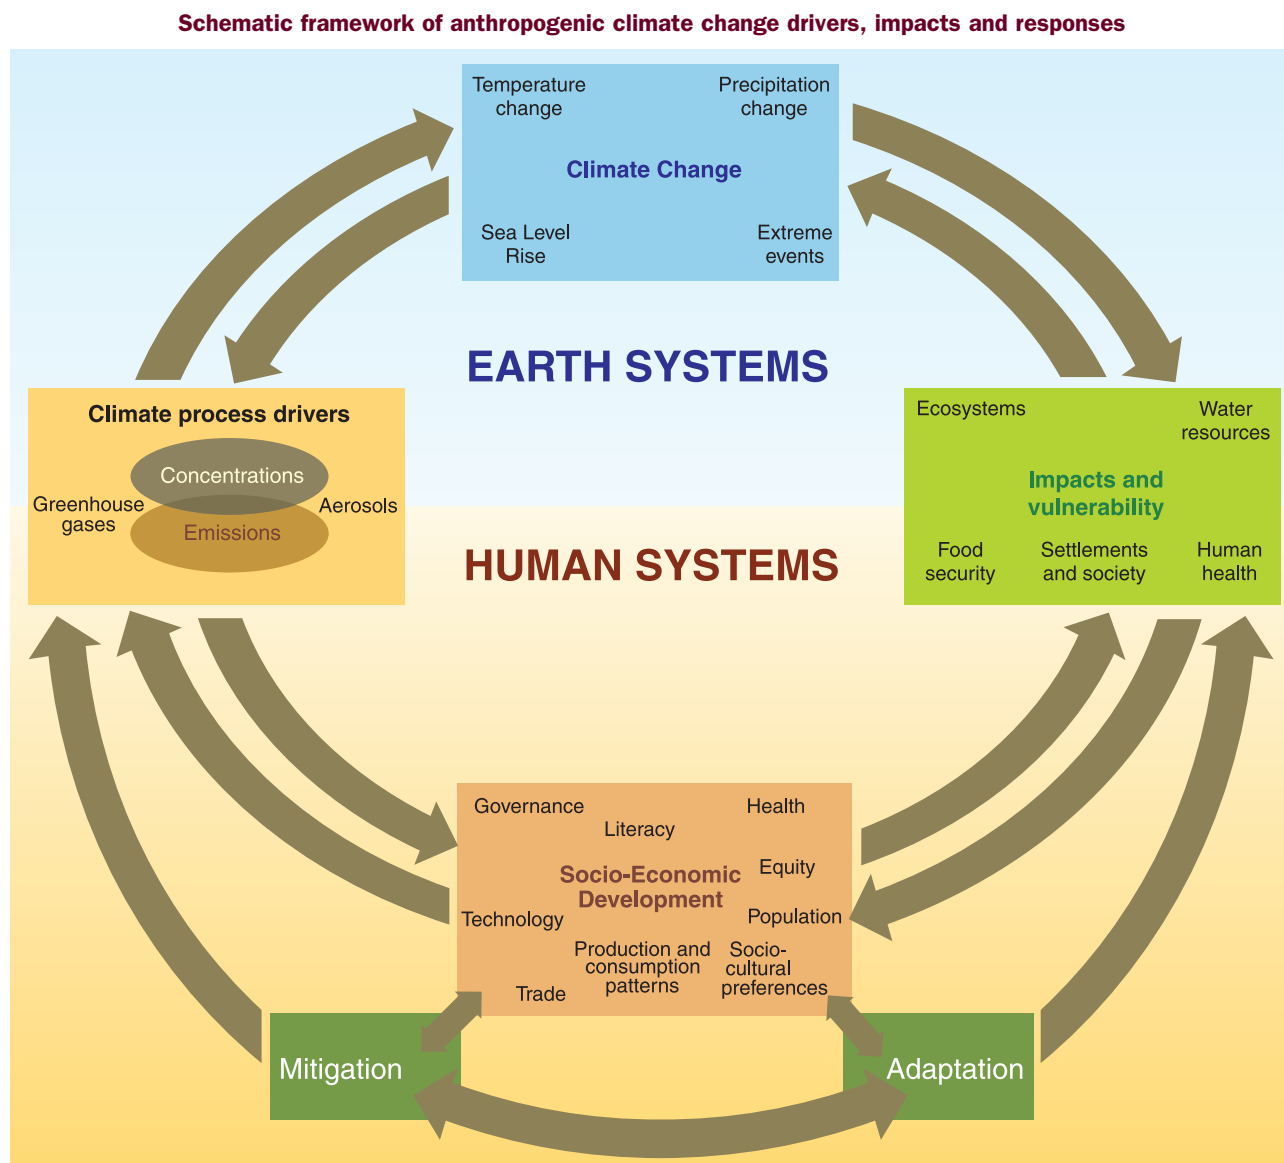 Schematic framework of anthropogenic climate change drivers, impacts and responses
Temperature
change
Precipitation
change
Climate Change
Sea Level
Rise
Extreme
events
EARTH SYSTEMS
Climate process drivers
Concentrations
Greenhouse
gases
Aerosols
Emissions
Ecosystems
Water
resources
Impacts and
vulnerability
Food
security
Settlements
and society
Human
health
HUMAN SYSTEMS
Governance
Health
Literacy
Equity
Socio-Economic
Development
Technology
Population
Production and
consumption
patterns
Socio-
cultural
preferences
Trade
Mitigation
Adaptation